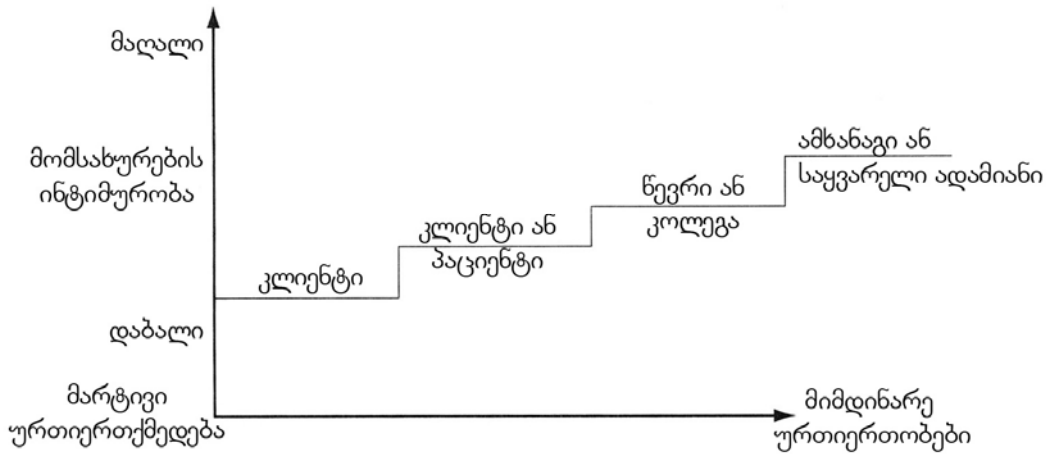 მაღალი
მომსახურების
ინტიმურობა
დაბალი
კლიენტი
კლიენტი ან
პაციენტი
წევრი ან
კოლეგა
ამხანაგი ან
საყვარელი ადამიანი
მარტივი
ურთიერთქმედება
მიმდინარე
ურთიერთობები